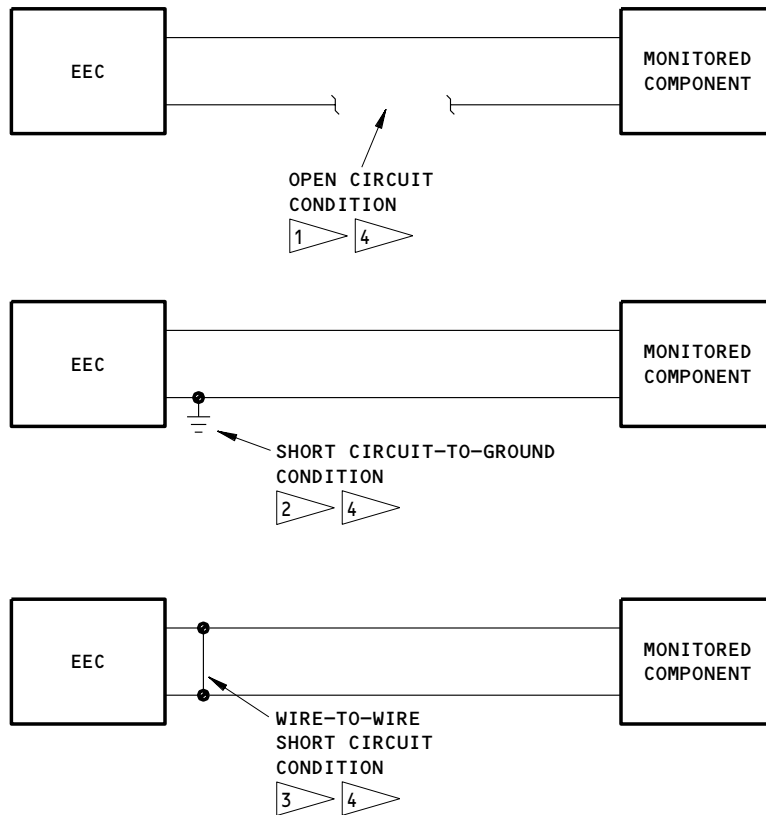 EEC
MONITORED
COMPONENT
OPEN CIRCUIT
CONDITION
1 4
EEC
MONITORED
COMPONENT
SHORT CIRCUIT-TO-GROUND
CONDITION
2 4
EEC
MONITORED
COMPONENT
WIRE-TO-WIRE
SHORT CIRCUIT
CONDITION
3 4